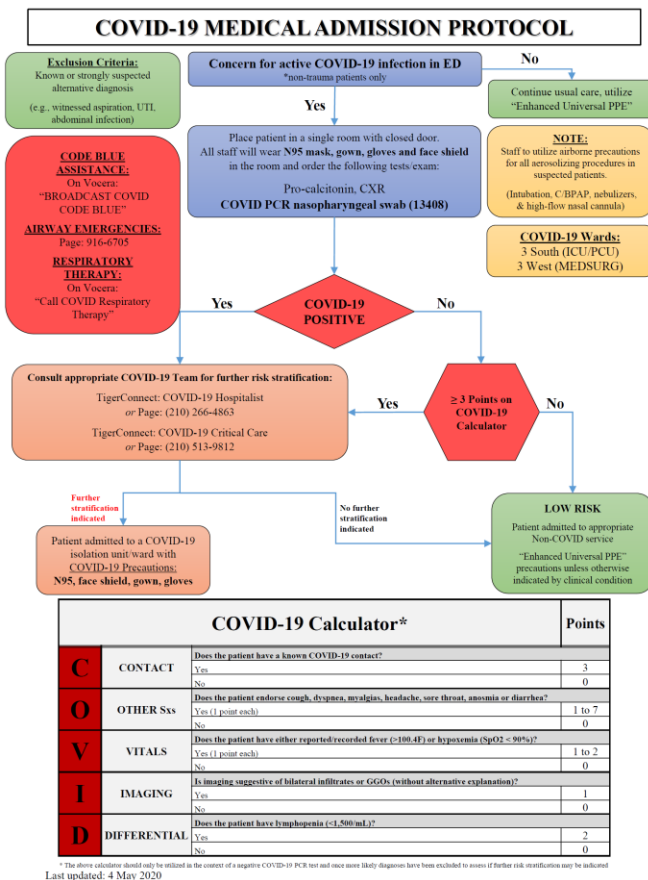 COVID-19 MEDICAL ADMISSION PROTOCOL
Exclusion Criteria:
Known or strongly suspected
alternative diagnosis
(e.g., witnessed aspiration, UTI,
abdominal infection)
Concern for active COVID-19 infection in ED
*non-trauma patients only
No
Continue usual care, utilize
“Enhanced Universal PPE”
Yes
CODE BLUE
ASSISTANCE:
On Vocera:
“BROADCAST COVID
CODE BLUE”
AIRWAY EMERGENCIES:
Page: 916-6705
RESPIRATORY
THERAPY:
On Vocera:
“Call COVID Respiratory
Therapy”
Place patient in a single room with closed door.
All staff will wear N95 mask, gown, gloves and face shield
in the room and order the following tests/exam:
Pro-calcitonin, CXR
COVID PCR nasopharyngeal swab (13408)
NOTE:
Staff to utilize airborne precautions
for all aerosolizing procedures in
suspected patients.
(Intubation, C/BPAP, nebulizers,
& high-flow nasal cannula)
COVID-19 Wards:
3 South (ICU/PCU)
3 West (MEDSURG)
Yes
COVID-19
POSITIVE
No
Consult appropriate COVID-19 Team for further risk stratification:
TigerConnect: COVID-19 Hospitalist
or Page: (210) 266-4863
TigerConnect: COVID-19 Critical Care
or Page: (210) 513-9812
Yes
≥ 3 Points on
COVID-19
Calculator
No
Further
stratification
indicated
No further
stratification
indicated
Patient admitted to a COVID-19
isolation unit/ward with
COVID-19 Precautions:
N95, face shield, gown, gloves
LOW RISK
Patient admitted to appropriate
Non-COVID service
“Enhanced Universal PPE”
precautions unless otherwise
indicated by clinical condition
COVID-19 Calculator* Points
C CONTACT
Does the patient have a known COVID-19 contact?
Yes 3
No 0
O OTHER Sxs
Does the patient endorse cough, dyspnea, myalgias, headache, sore throat, anosmia or diarrhea?
Yes (1 point each) 1 to 7
No 0
V VITALS
Does the patient have either reported/recorded fever (>100.4F) or hypoxemia (SpO2 < 90%)?
Yes (1 point each) 1 to 2
No 0
I IMAGING
Is imaging suggestive of bilateral infiltrates or GGOs (without alternative explanation)?
Yes 1
No 0
D DIFFERENTIAL
Does the patient have lymphopenia (<1,500/mL)?
Yes 2
No 0
* The above calculator should only be utilized in the context of a negative COVID-19 PCR test and once more likely diagnoses have been excluded to assess if further risk stratification may be indicated
Last updated: 4 May 2020